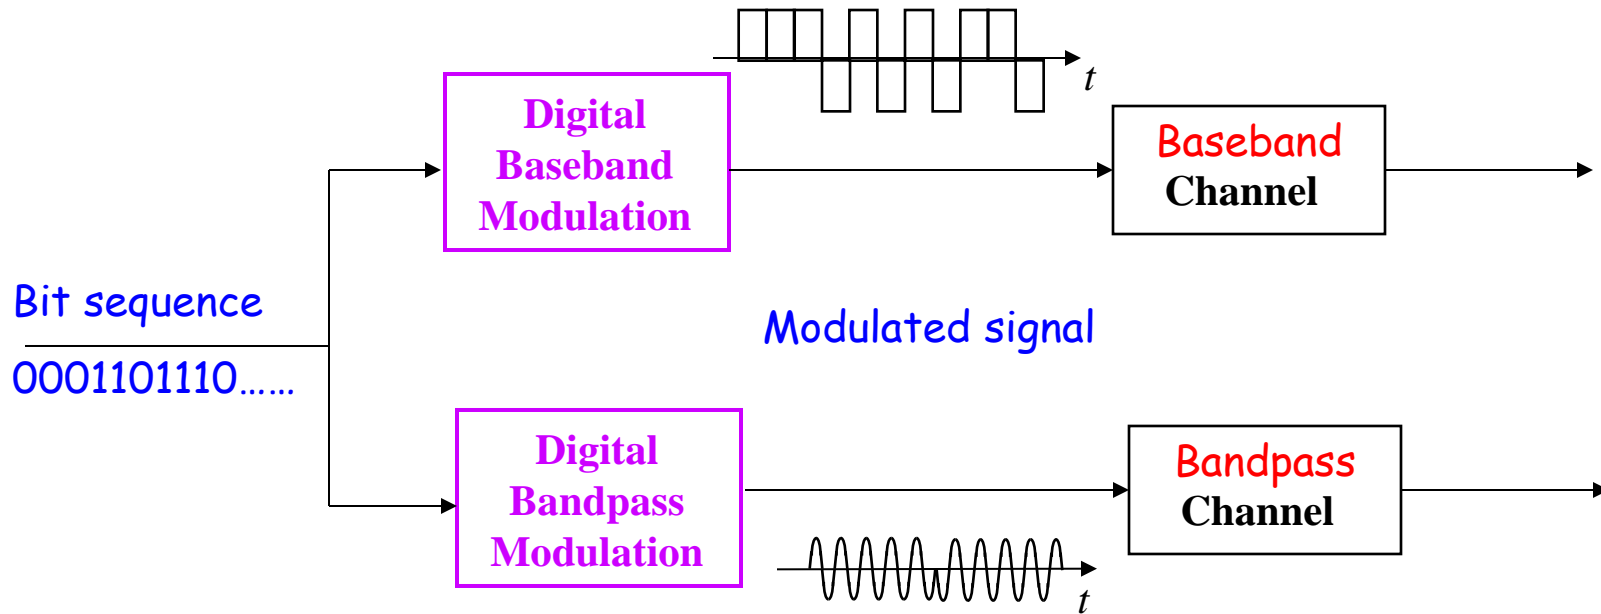 t
Digital
Baseband
Modulation
Baseband
Channel
Bit sequence
0001101110......
Modulated signal
Digital
Bandpass
Modulation
Bandpass
Channel
t